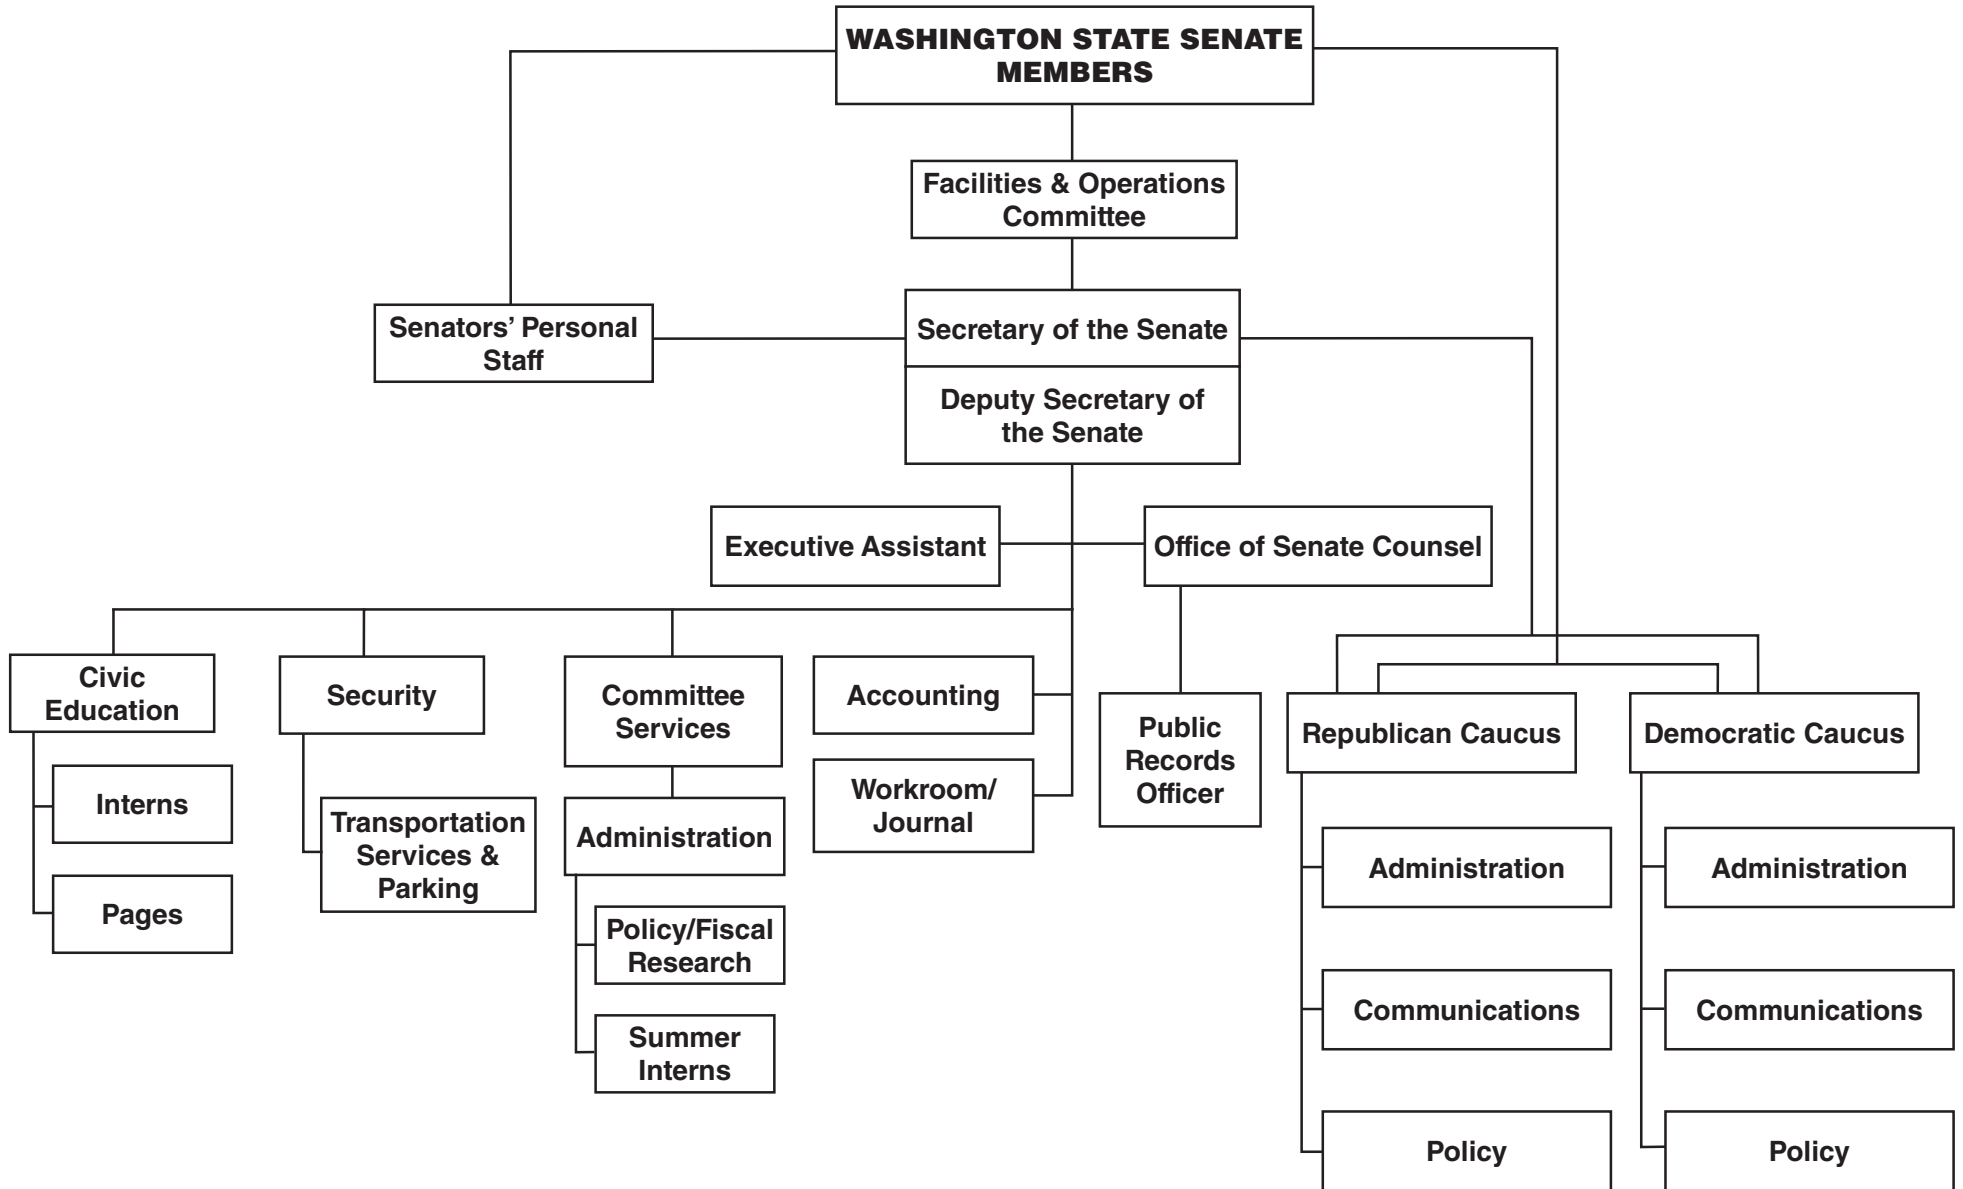 WASHINGTON STATE SENATE
MEMBERS
Facilities & Operations
Committee
Senators’ Personal
Staff
Secretary of the Senate
Deputy Secretary of
the Senate
Executive Assistant
Office of Senate Counsel
Civic
Education
Interns
Pages
Security
Transportation
Services &
Parking
Committee
Services
Administration
Policy/Fiscal
Research
Summer
Interns
Accounting
Workroom/
Journal
Public
Records
Officer
Republican Caucus
Administration
Communications
Policy
Democratic Caucus
Administration
Communications
Policy